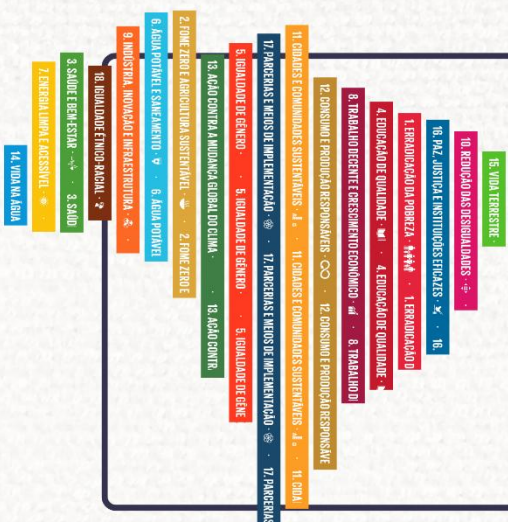 15. VIDA TERRESTRE ·
10. REDUÇÃO DAS DESIGUALDADES · ·
16. PAZ, JUSTIÇA E INSTITUIÇÕES EFICAZES · · 16.
1. ERRADICAÇÃO DA POBREZA · · 1. ERRADICAÇÃO D
4. EDUCAÇÃO DE QUALIDADE · · 4. EDUCAÇÃO DE QUALIDADE ·
8. TRABALHO DECENTE E CRESCIMENTO ECONÔMICO · · 8. TRABALHO D
12. CONSUMO E PRODUÇÃO RESPONSÁVEIS · · 12. CONSUMO E PRODUÇÃO RESPONSÁVE
11. CIDADES E COMUNIDADES SUSTENTÁVEIS · · 11. CIDADES E COMUNIDADES SUSTENTÁVEIS · · 11. CIDA
17. PARCERIAS E MEIOS DE IMPLEMENTAÇÃO · · 17. PARCERIAS E MEIOS DE IMPLEMENTAÇÃO · · 17. PARCERIAS
5. IGUALDADE DE GÊNERO · 5. IGUALDADE DE GÊNERO · 5. IGUALDADE DE GÊNE
13. AÇÃO CONTRA A MUDANÇA GLOBAL DO CLIMA · · 13. AÇÃO CONTR
2. FOME ZERO E AGRICULTURA SUSTENTÁVEL · · 2. FOME ZERO E
6. ÁGUA POTÁVEL E SANEAMENTO · · 6. ÁGUA POTÁVEL
9. INDÚSTRIA, INOVAÇÃO E INFRAESTRUTURA · ·
18. IGUALDADE ÉTNICO-RACIAL ·
3. SAÚDE E BEM-ESTAR · · 3. SAÚD
7. ENERGIA LIMPA E ACESSÍVEL ·
14. VIDA NA ÁGUA